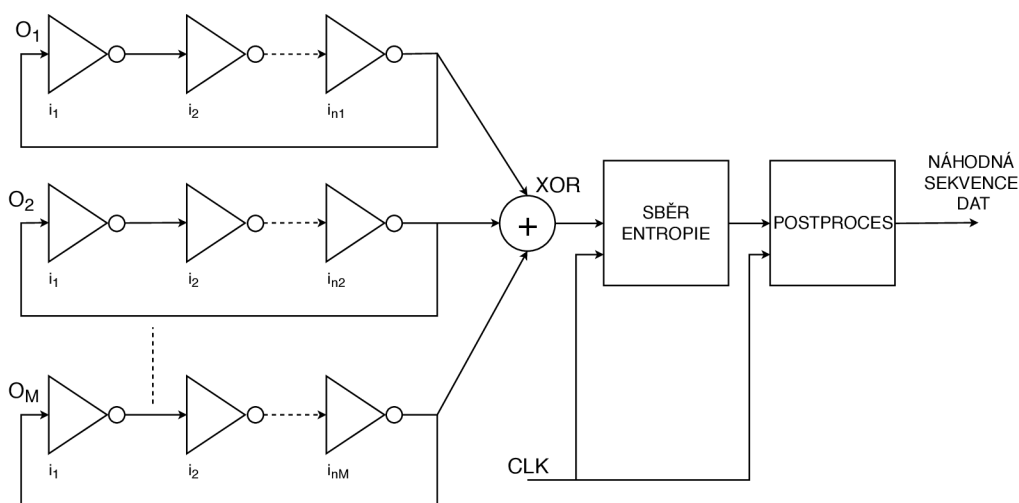 O1
i1
i2
in1
O2
i1
i2
in2
OM
i1
i2
inM
XOR
+
SBĚR
ENTROPIE
POSTPROCES
NÁHODNÁ
SEKVENCE
DAT
CLK